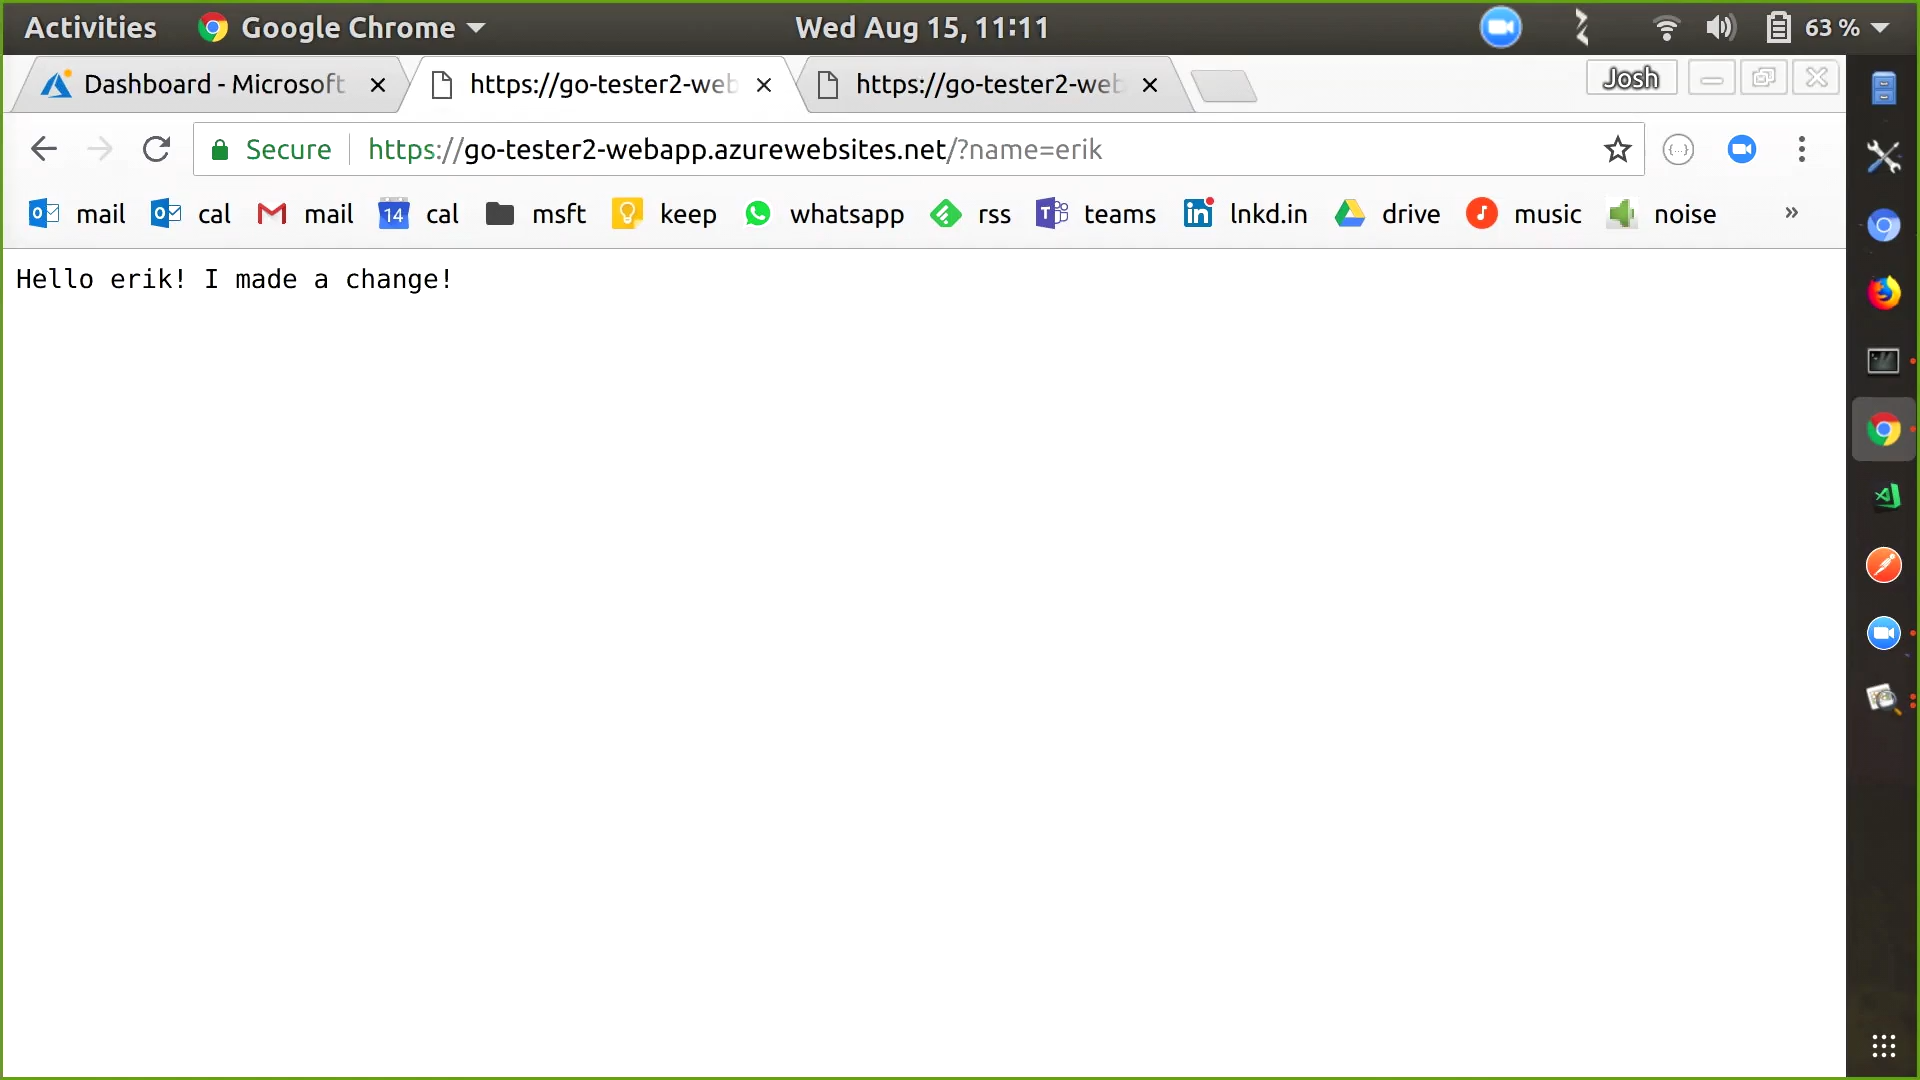 Activities Google Chrome Wed Aug 15, 11:11 63 %
Dashboard - Microsoft https://go-tester2-web https://go-tester2-web Josh
Secure https://go-tester2-webapp.azurewebsites.net/?name=erik
mail cal mail 14 cal msft keep whatsapp rss teams lnkd.in drive music noise »
Hello erik! I made a change!